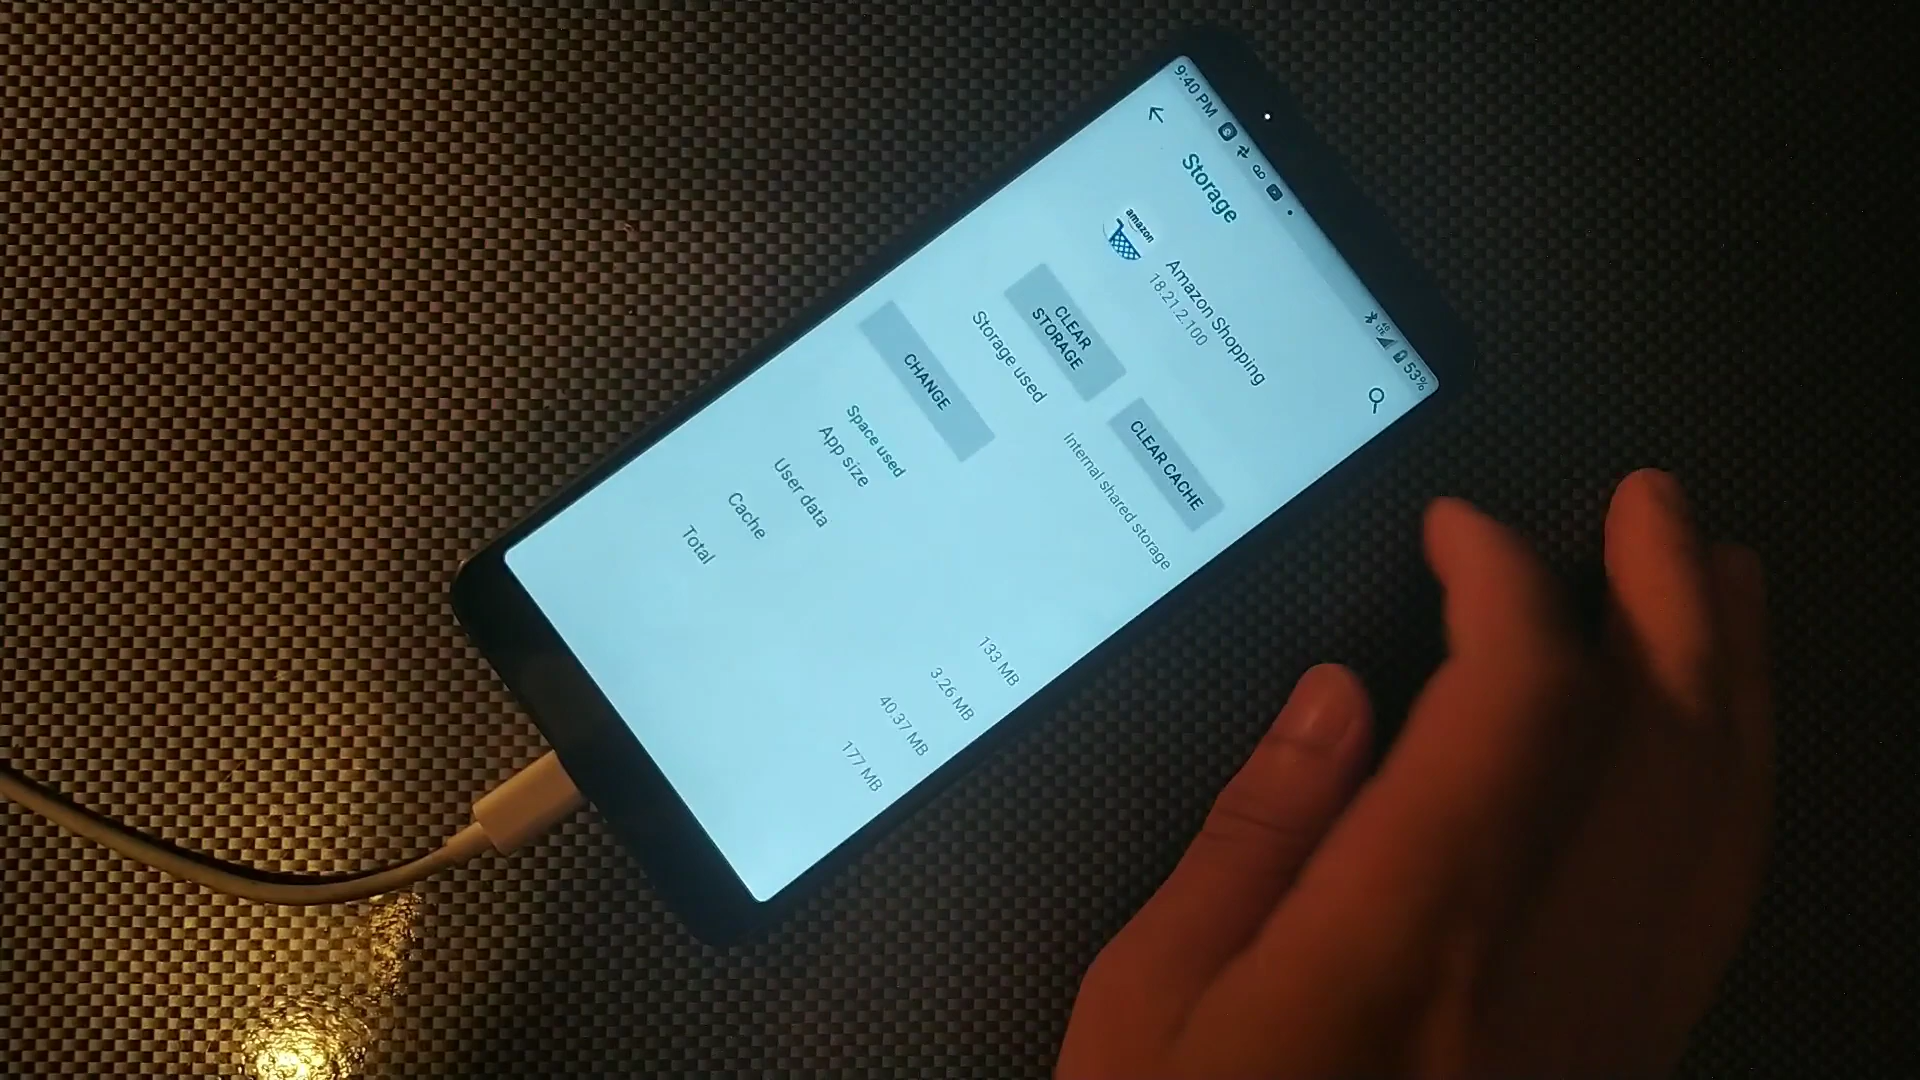 9:40 PM
4G
LTE
53%
Storage
amazon
Amazon Shopping
18.21.2.100
CLEAR
STORAGE
CLEAR CACHE
Storage used
Internal shared storage
CHANGE
Space used
App size
133 MB
User data
3.26 MB
Cache
40.37 MB
Total
177 MB